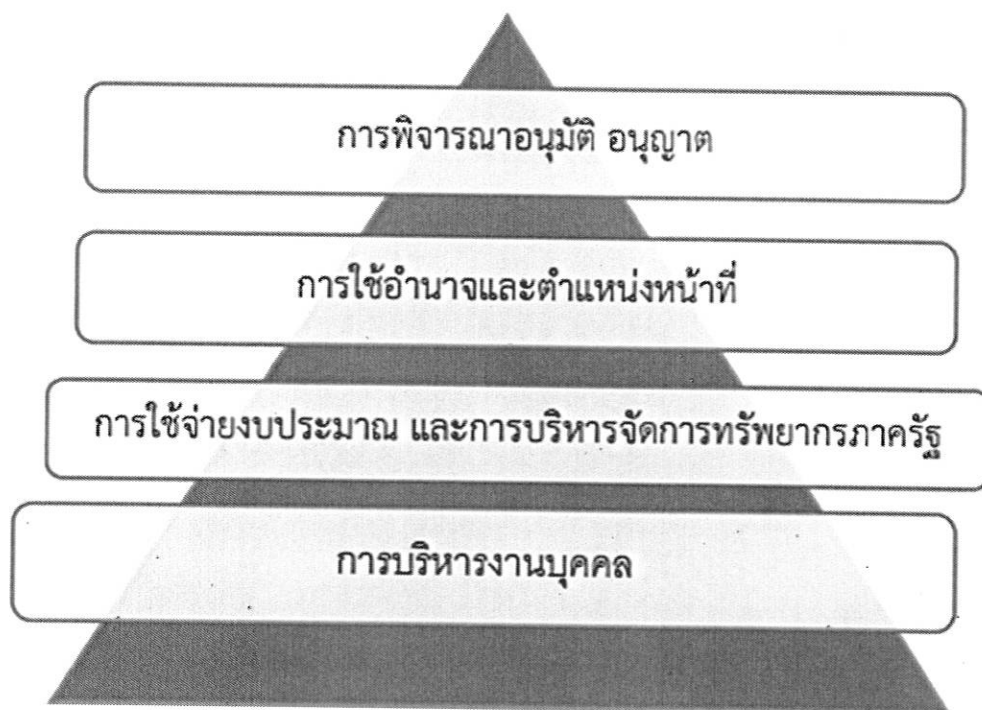 การพิจารณาอนุมัติ อนุญาต
การใช้อำนาจและตำแหน่งหน้าที่
การใช้จ่ายงบประมาณ และการบริหารจัดการทรัพยากรภาครัฐ
การบริหารงานบุคคล